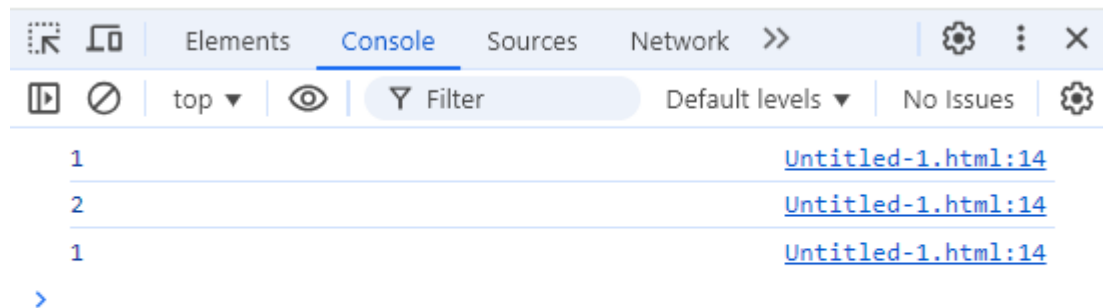 Elements Console Sources Network
top Filter Default levels No Issues
1 Untitled-1.html:14
2 Untitled-1.html:14
1 Untitled-1.html:14